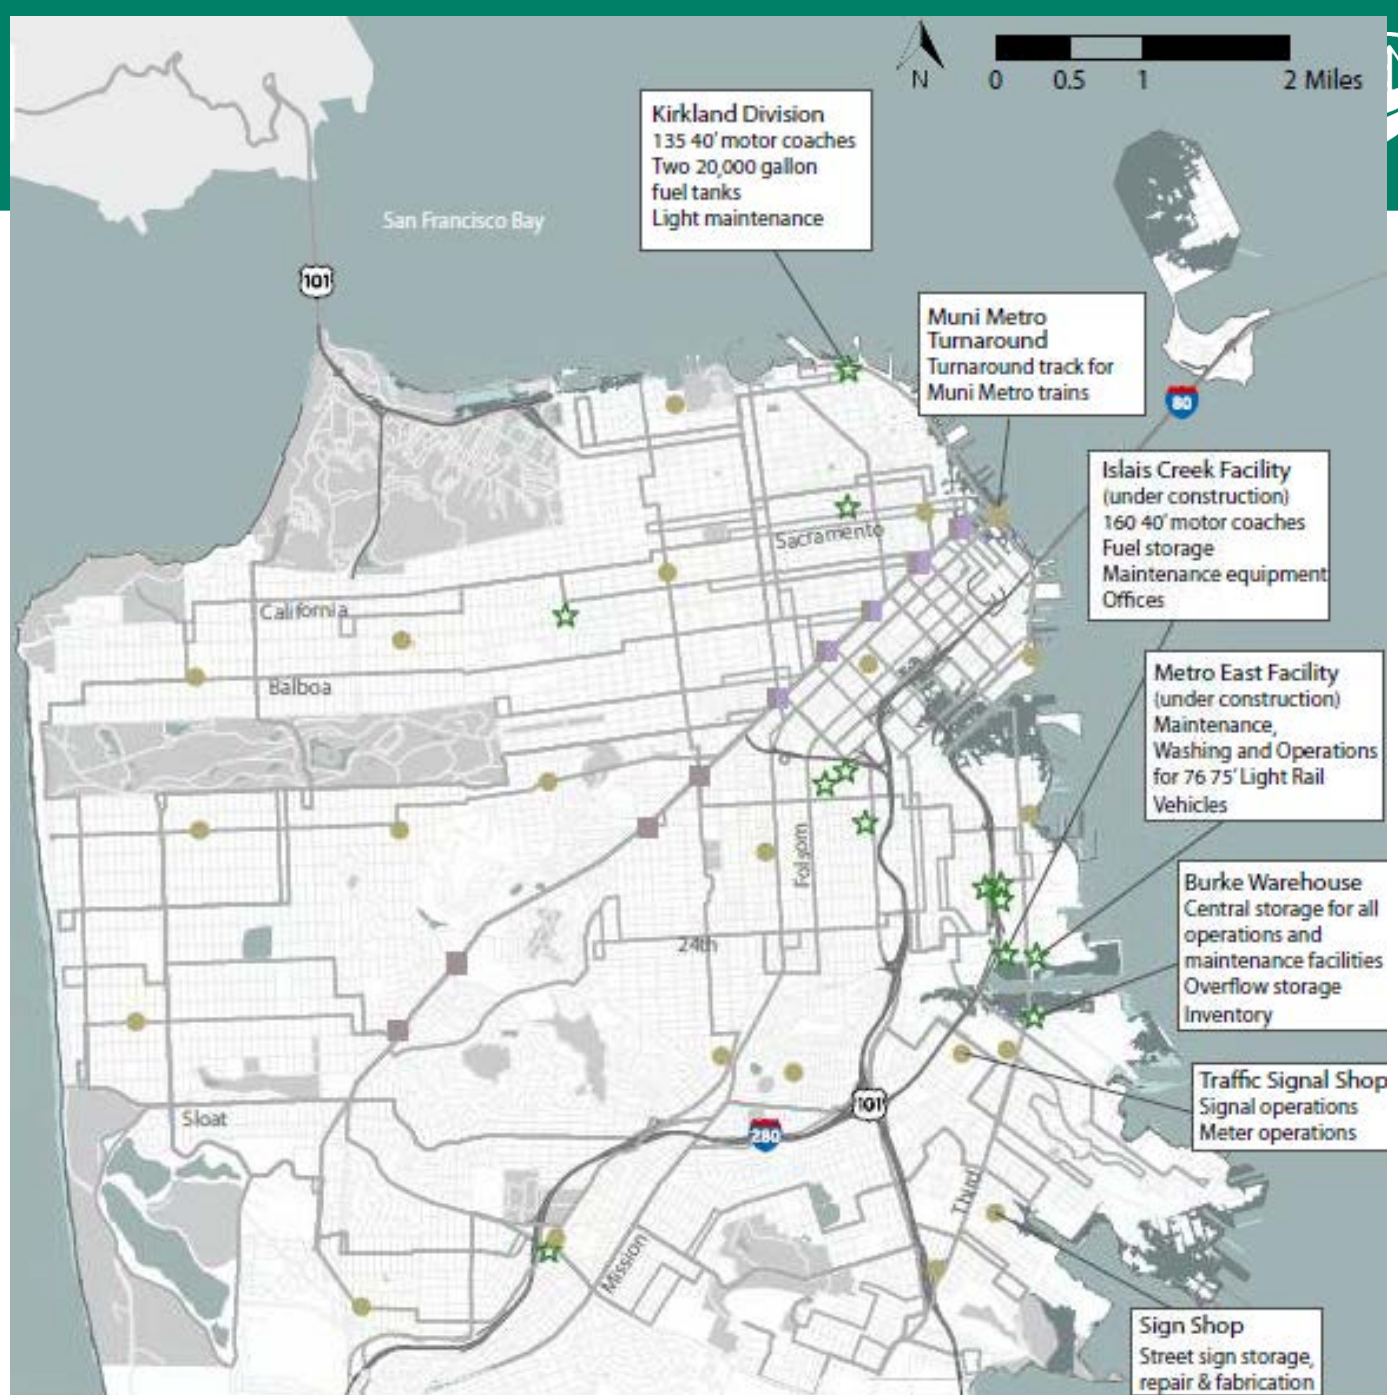 N
0 0.5 1 2 Miles
Kirkland Division
135 40' motor coaches
Two 20,000 gallon
fuel tanks
Light maintenance
San Francisco Bay
101
Muni Metro
Turnaround
Turnaround track for
Muni Metro trains
80
Islais Creek Facility
(under construction)
160 40' motor coaches
Fuel storage
Maintenance equipment
Offices
Sacramento
California
Balboa
Metro East Facility
(under construction)
Maintenance,
Washing and Operations
for 76 75' Light Rail
Vehicles
Folsom
Burke Warehouse
Central storage for all
operations and
maintenance facilities
Overflow storage
Inventory
24th
Traffic Signal Shop
Signal operations
Meter operations
Sloat
101
280
Third
Mission
Sign Shop
Street sign storage,
repair & fabrication